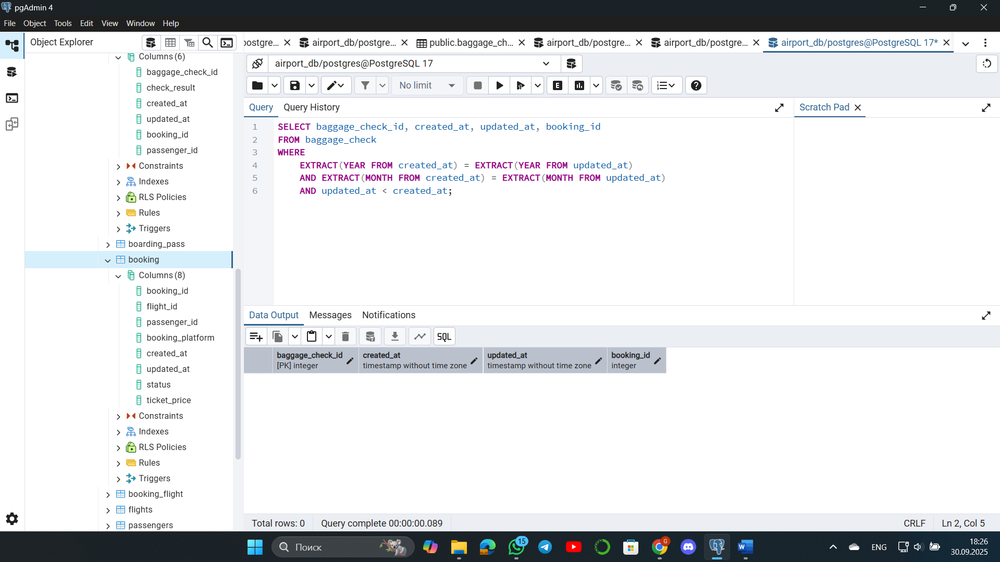 pgAdmin 4
File Object Tools Edit View Window Help
Object Explorer
postgre... airport_db/postgre... public.baggage_ch... airport_db/postgre... airport_db/postgre... airport_db/postgres@PostgreSQL 17*
airport_db/postgres@PostgreSQL 17
No limit
E
Query Query History
Scratch Pad
1 SELECT baggage_check_id, created_at, updated_at, booking_id
2 FROM baggage_check
3 WHERE
4 EXTRACT(YEAR FROM created_at) = EXTRACT(YEAR FROM updated_at)
5 AND EXTRACT(MONTH FROM created_at) = EXTRACT(MONTH FROM updated_at)
6 AND updated_at < created_at;
Columns (6)
baggage_check_id
check_result
created_at
updated_at
booking_id
passenger_id
Constraints
Indexes
RLS Policies
Rules
Triggers
boarding_pass
booking
Columns (8)
booking_id
flight_id
passenger_id
booking_platform
created_at
updated_at
status
ticket_price
Constraints
Indexes
RLS Policies
Rules
Triggers
booking_flight
flights
passengers
Data Output Messages Notifications
SQL
baggage_check_id created_at updated_at booking_id
[PK] integer timestamp without time zone timestamp without time zone integer
Total rows: 0 Query complete 00:00:00.089
CRLF Ln 2, Col 5
Поиск
15
G
W
ENG
18:26
30.09.2025